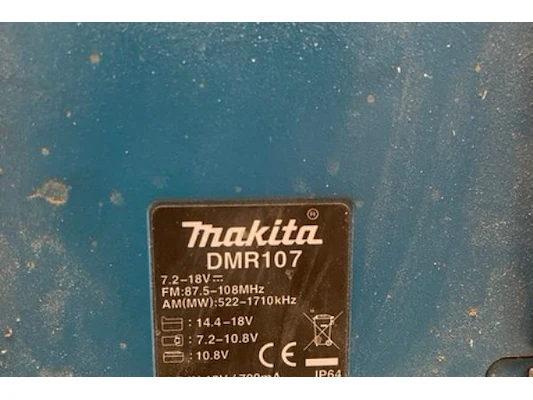 makita®
DMR107
7.2-18V⎓
FM:87.5-108MHz
AM(MW):522-1710kHz
: 14.4-18V
: 7.2-10.8V
: 10.8V
CE
IP64